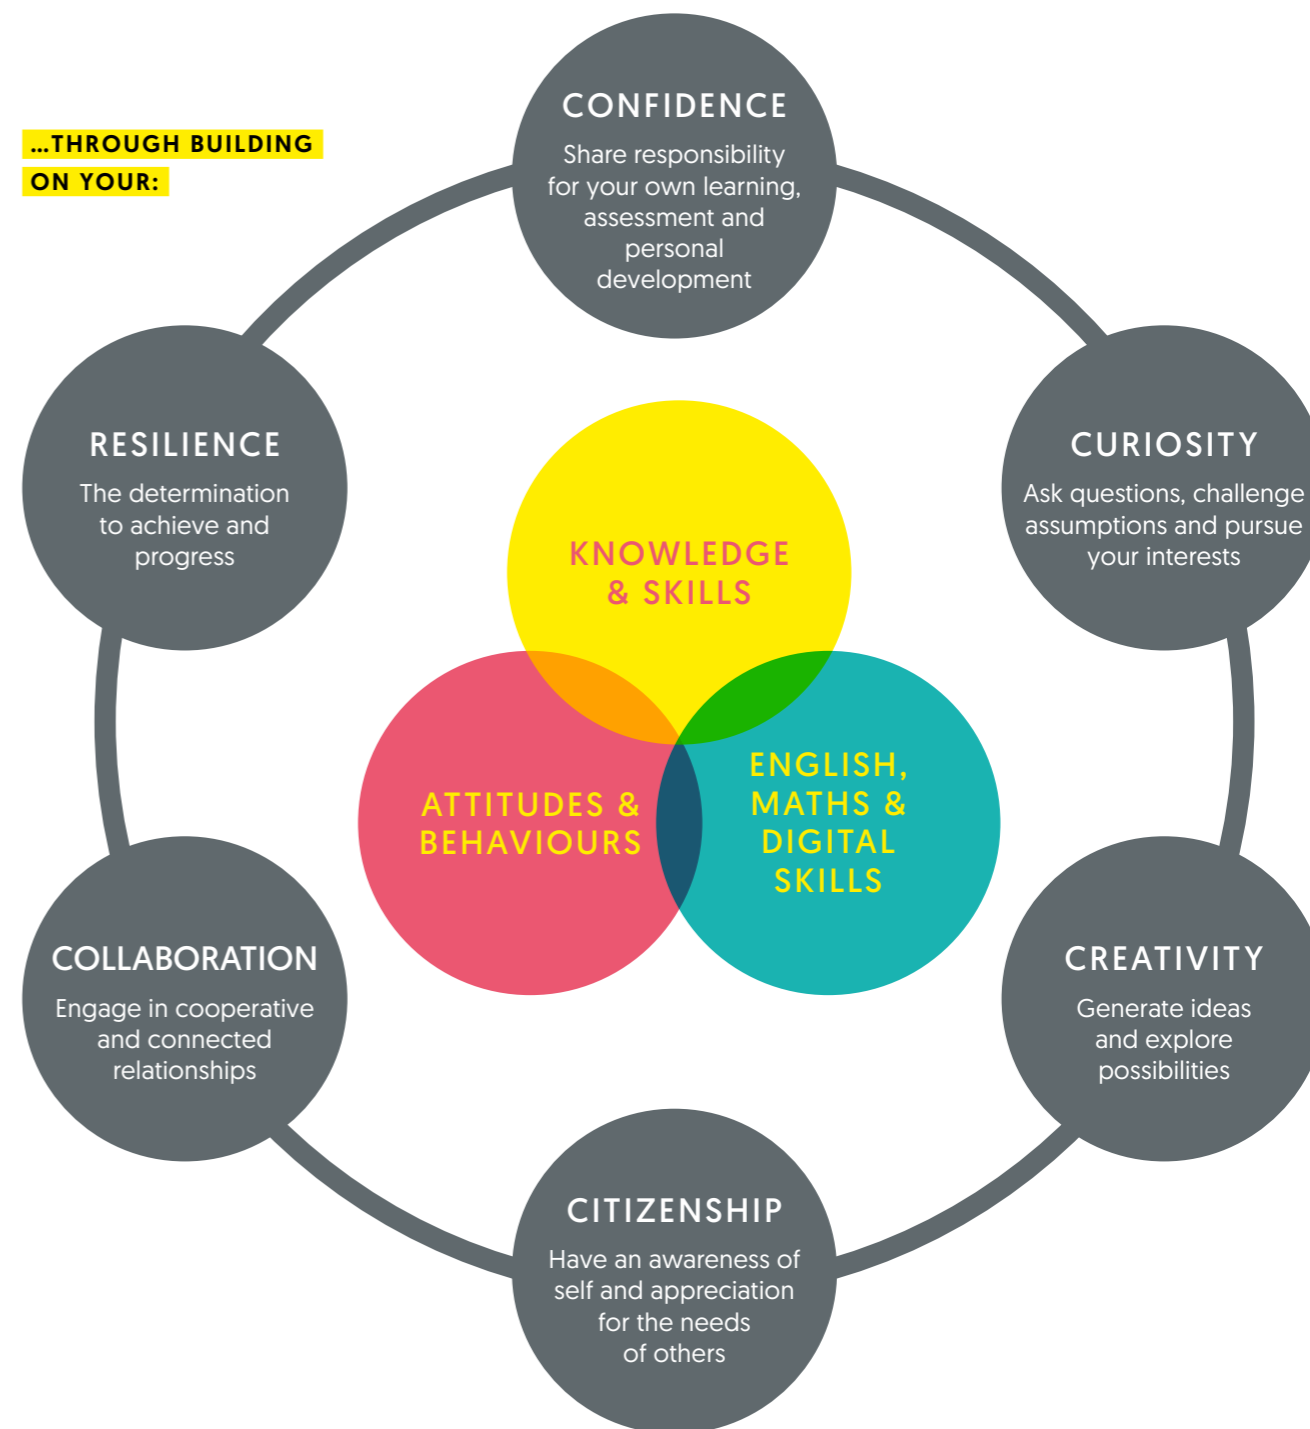 ...THROUGH BUILDING
ON YOUR:
CONFIDENCE
Share responsibility
for your own learning,
assessment and
personal
development
RESILIENCE
The determination
to achieve and
progress
CURIOSITY
Ask questions, challenge
assumptions and pursue
your interests
KNOWLEDGE
& SKILLS
ATTITUDES &
BEHAVIOURS
ENGLISH,
MATHS &
DIGITAL
SKILLS
COLLABORATION
Engage in cooperative
and connected
relationships
CREATIVITY
Generate ideas
and explore
possibilities
CITIZENSHIP
Have an awareness of
self and appreciation
for the needs
of others